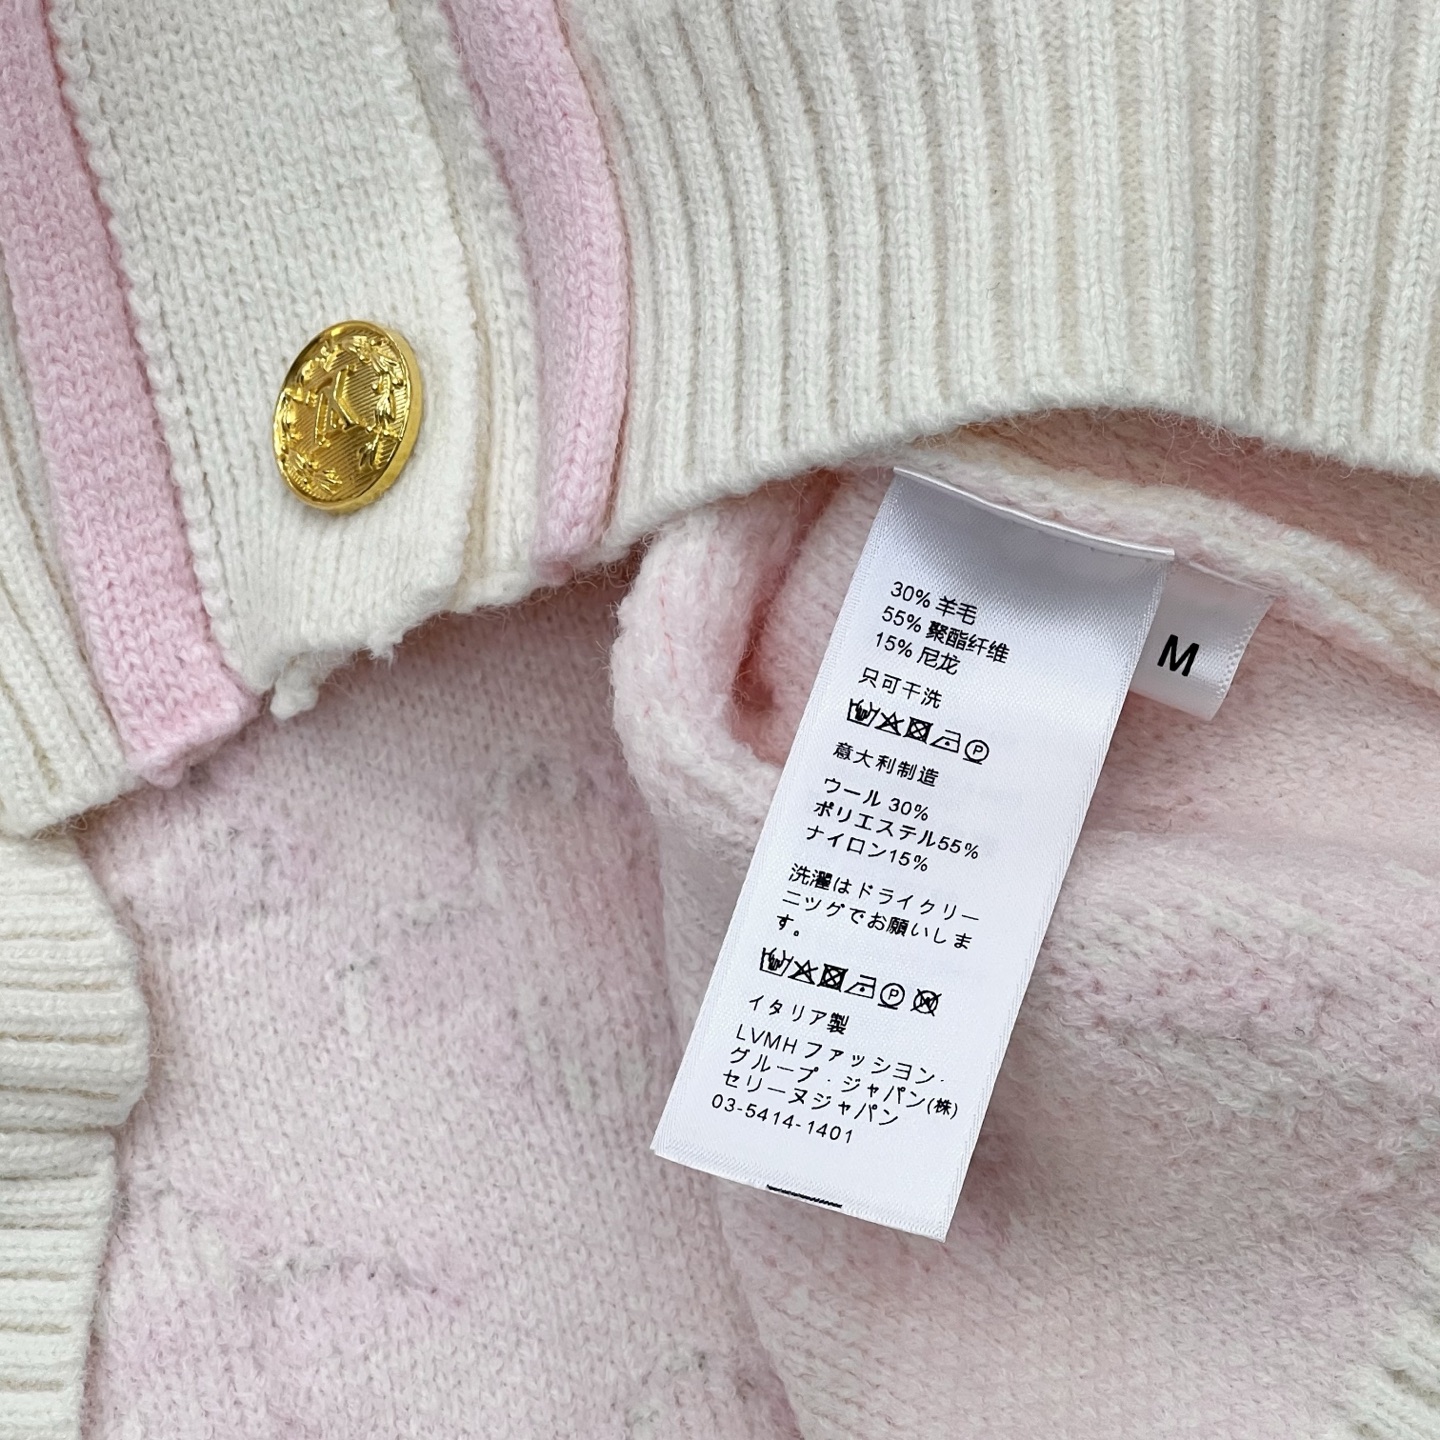 30% 羊毛
55% 聚酯纤维
15% 尼龙
只可干洗
P
意大利制造
ウール 30%
ポリエステル55%
ナイロン15%
洗濯はドライクリー
ニツグでお願いしま
す。
P W
イタリア製
LVMH ファッシヨン.
グループ . ジャパン(株)
セリーヌジャパン
03-5414-1401
M